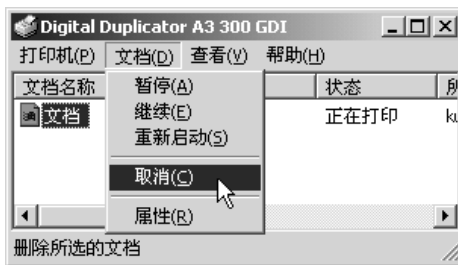 Digital Duplicator A3 300 GDI
打印机(P) 文档(D) 查看(V) 帮助(H)
文档名称 状态 所
文档 正在打印 ku
暂停(A)
继续(E)
重新启动(S)
取消(C)
属性(R)
删除所选的文档